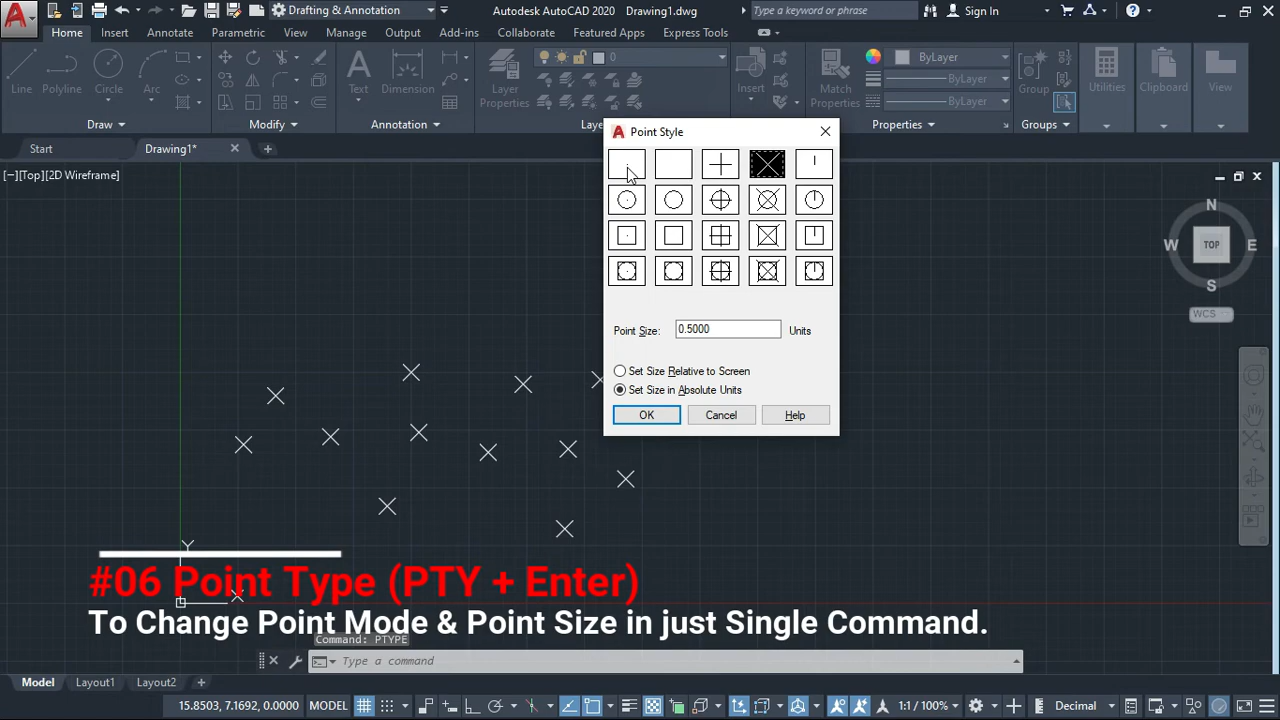 Drafting & Annotation
Autodesk AutoCAD 2020 Drawing1.dwg
Type a keyword or phrase
Sign In
Home Insert Annotate Parametric View Manage Output Add-ins Collaborate Featured Apps Express Tools
Line Polyline Circle Arc
Text Dimension
Layer Properties
0
Insert
Match Properties
ByLayer
ByLayer
ByLayer
Group
Utilities
Clipboard
View
Draw Modify Annotation Laye Properties Groups
Start Drawing1*
[−][Top][2D Wireframe]
Point Style
Point Size: 0.5000 Units
Set Size Relative to Screen
Set Size in Absolute Units
OK Cancel Help
N
W TOP E
S
WCS
Y
X
#06 Point Type (PTY + Enter)
To Change Point Mode & Point Size in just Single Command.
Command: PTYPE
Type a command
Model Layout1 Layout2
15.8503, 7.1692, 0.0000 MODEL 1:1 / 100% Decimal